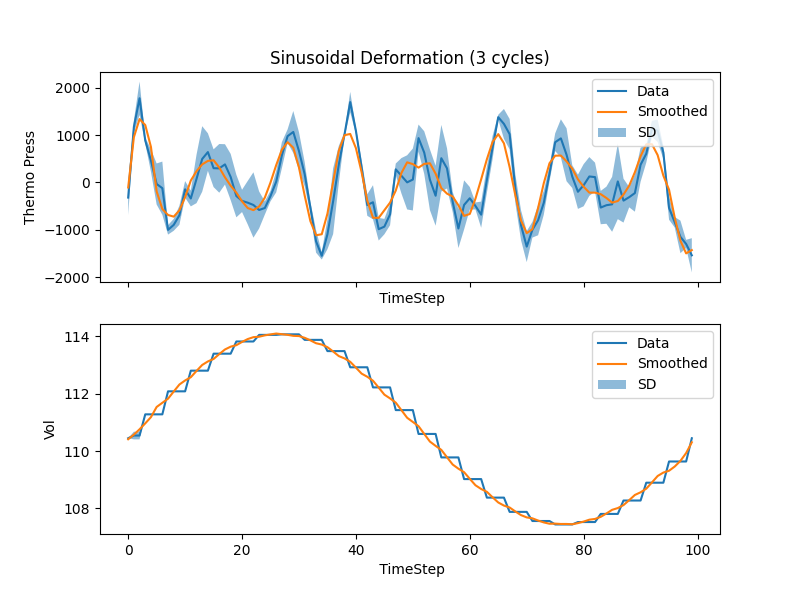 Sinusoidal Deformation (3 cycles)
Thermo Press
2000
1000
0
−1000
−2000
Data
Smoothed
SD
TimeStep
Vol
114
112
110
108
Data
Smoothed
SD
0
20
40
60
80
100
TimeStep